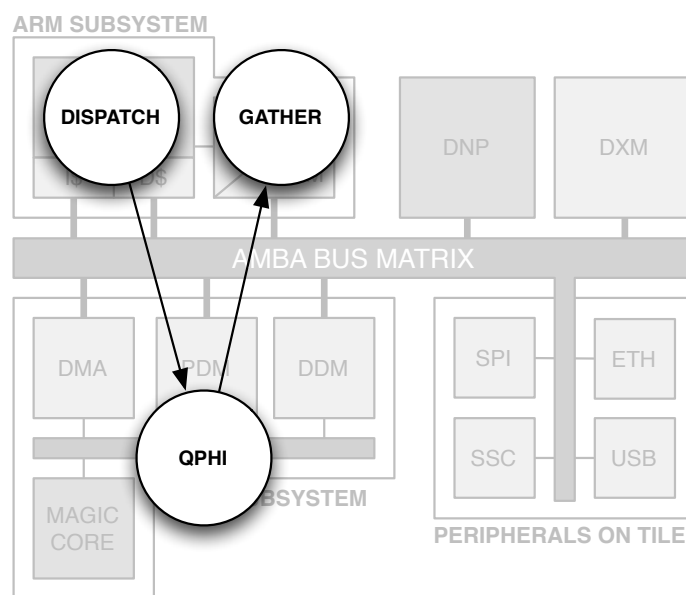 ARM SUBSYSTEM
DISPATCH
GATHER
DNP
DXM
I$
D$
AMBA BUS MATRIX
DMA
PDM
DDM
SPI
ETH
QPHI
SSC
USB
MAGIC
CORE
PERIPHERALS ON TILE